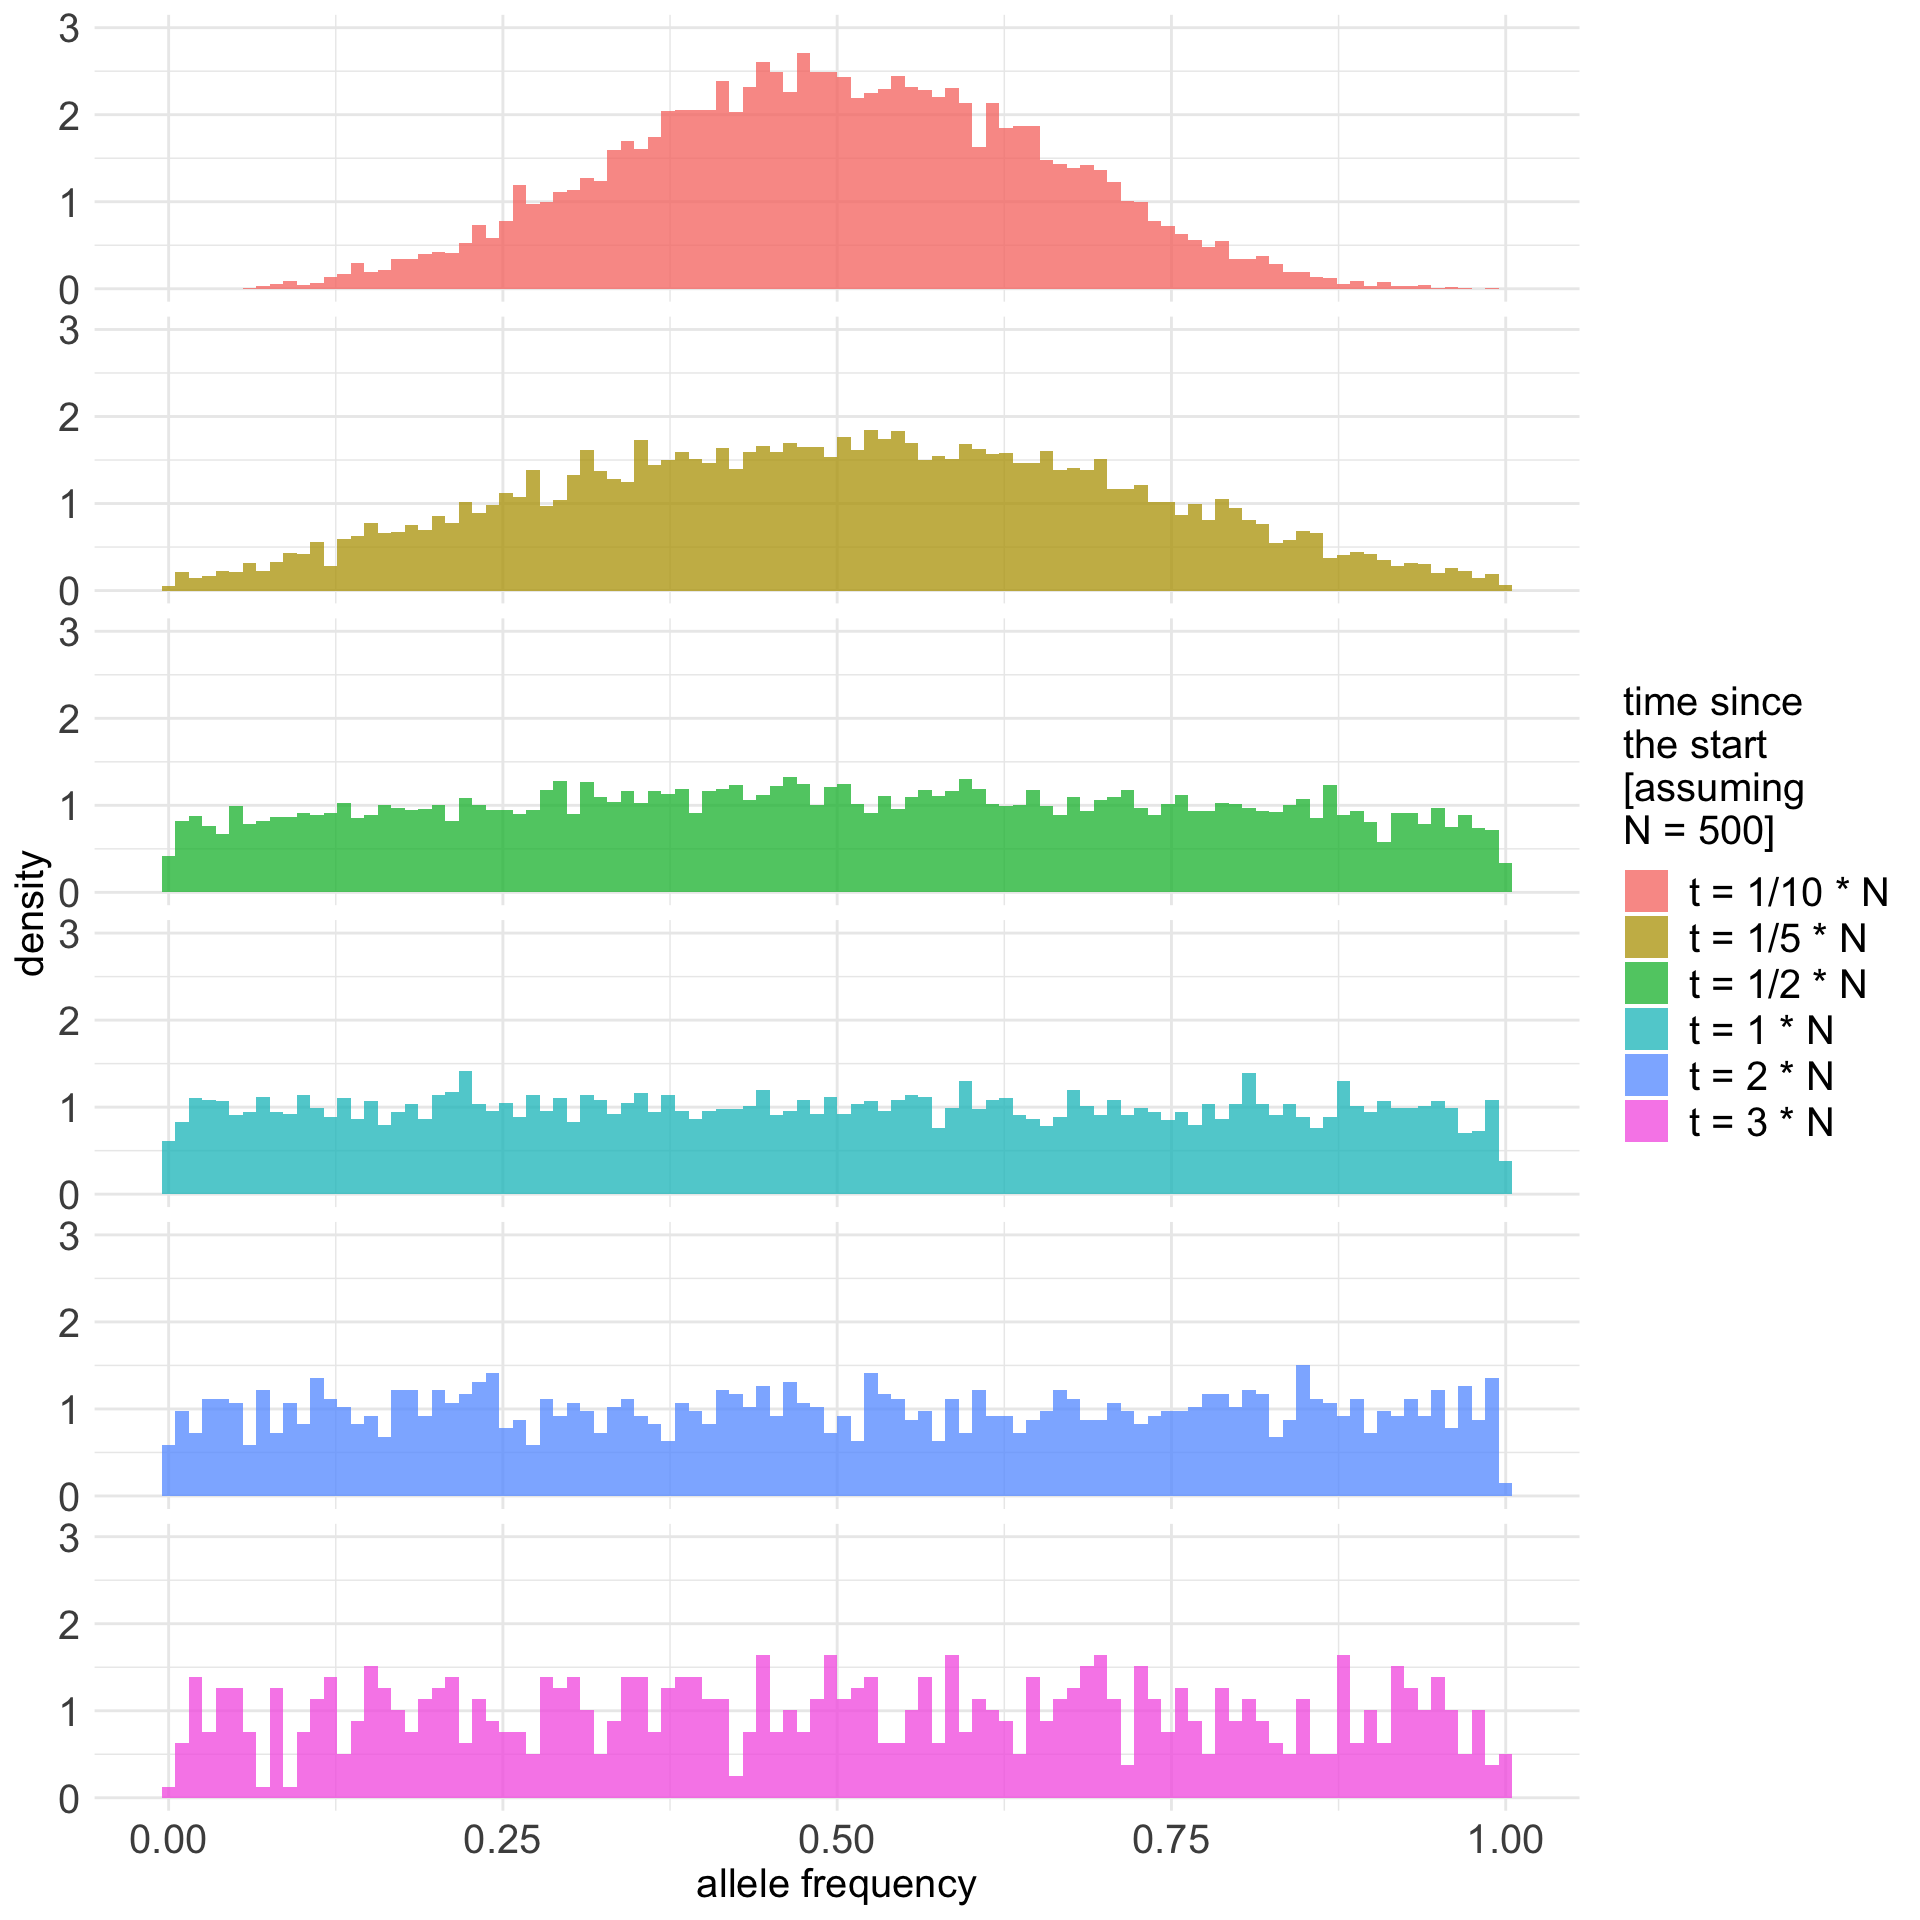 3
2
1
0
3
2
1
0
3
2
1
0
3
2
1
0
3
2
1
0
3
2
1
0
density
0.00 0.25 0.50 0.75 1.00
allele frequency
time since
the start
[assuming
N = 500]
t = 1/10 * N
t = 1/5 * N
t = 1/2 * N
t = 1 * N
t = 2 * N
t = 3 * N